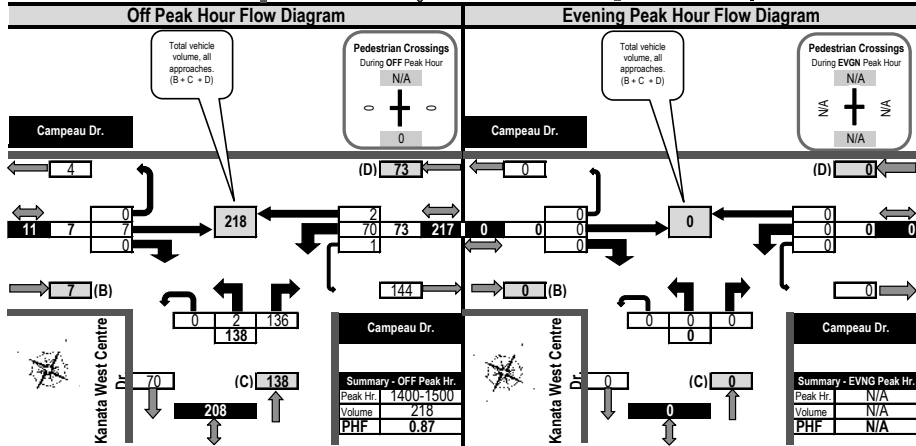 Off Peak Hour Flow Diagram
Total vehicle
volume, all
approaches.
(B + C + D)
Pedestrian Crossings
During OFF Peak Hour
N/A
0 0
0
Campeau Dr.
4
(D) 73
0
2
218
11 7 7
70 73 217
0
1
7 (B)
144
0 2 136
138
Campeau Dr.
Kanata West Centre
Dr.
70
(C) 138
208
Summary - OFF Peak Hr.
Peak Hr. 1400-1500
Volume 218
PHF 0.87
Evening Peak Hour Flow Diagram
Total vehicle
volume, all
approaches.
(B + C + D)
Pedestrian Crossings
During EVGN Peak Hour
N/A
N/A N/A
N/A
Campeau Dr.
0
(D) 0
0
0
0
0 0 0
0 0 0
0
0
0 (B)
0
0 0 0
0
Campeau Dr.
Kanata West Centre
Dr.
0
(C) 0
0
Summary - EVNG Peak Hr.
Peak Hr. N/A
Volume N/A
PHF N/A